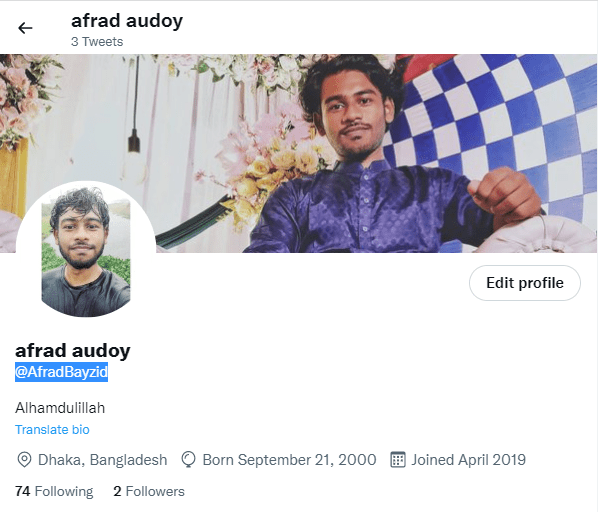 afrad audoy
3 Tweets
Edit profile
afrad audoy
@AfradBayzid
Alhamdulillah
Translate bio
Dhaka, Bangladesh Born September 21, 2000 Joined April 2019
74 Following 2 Followers